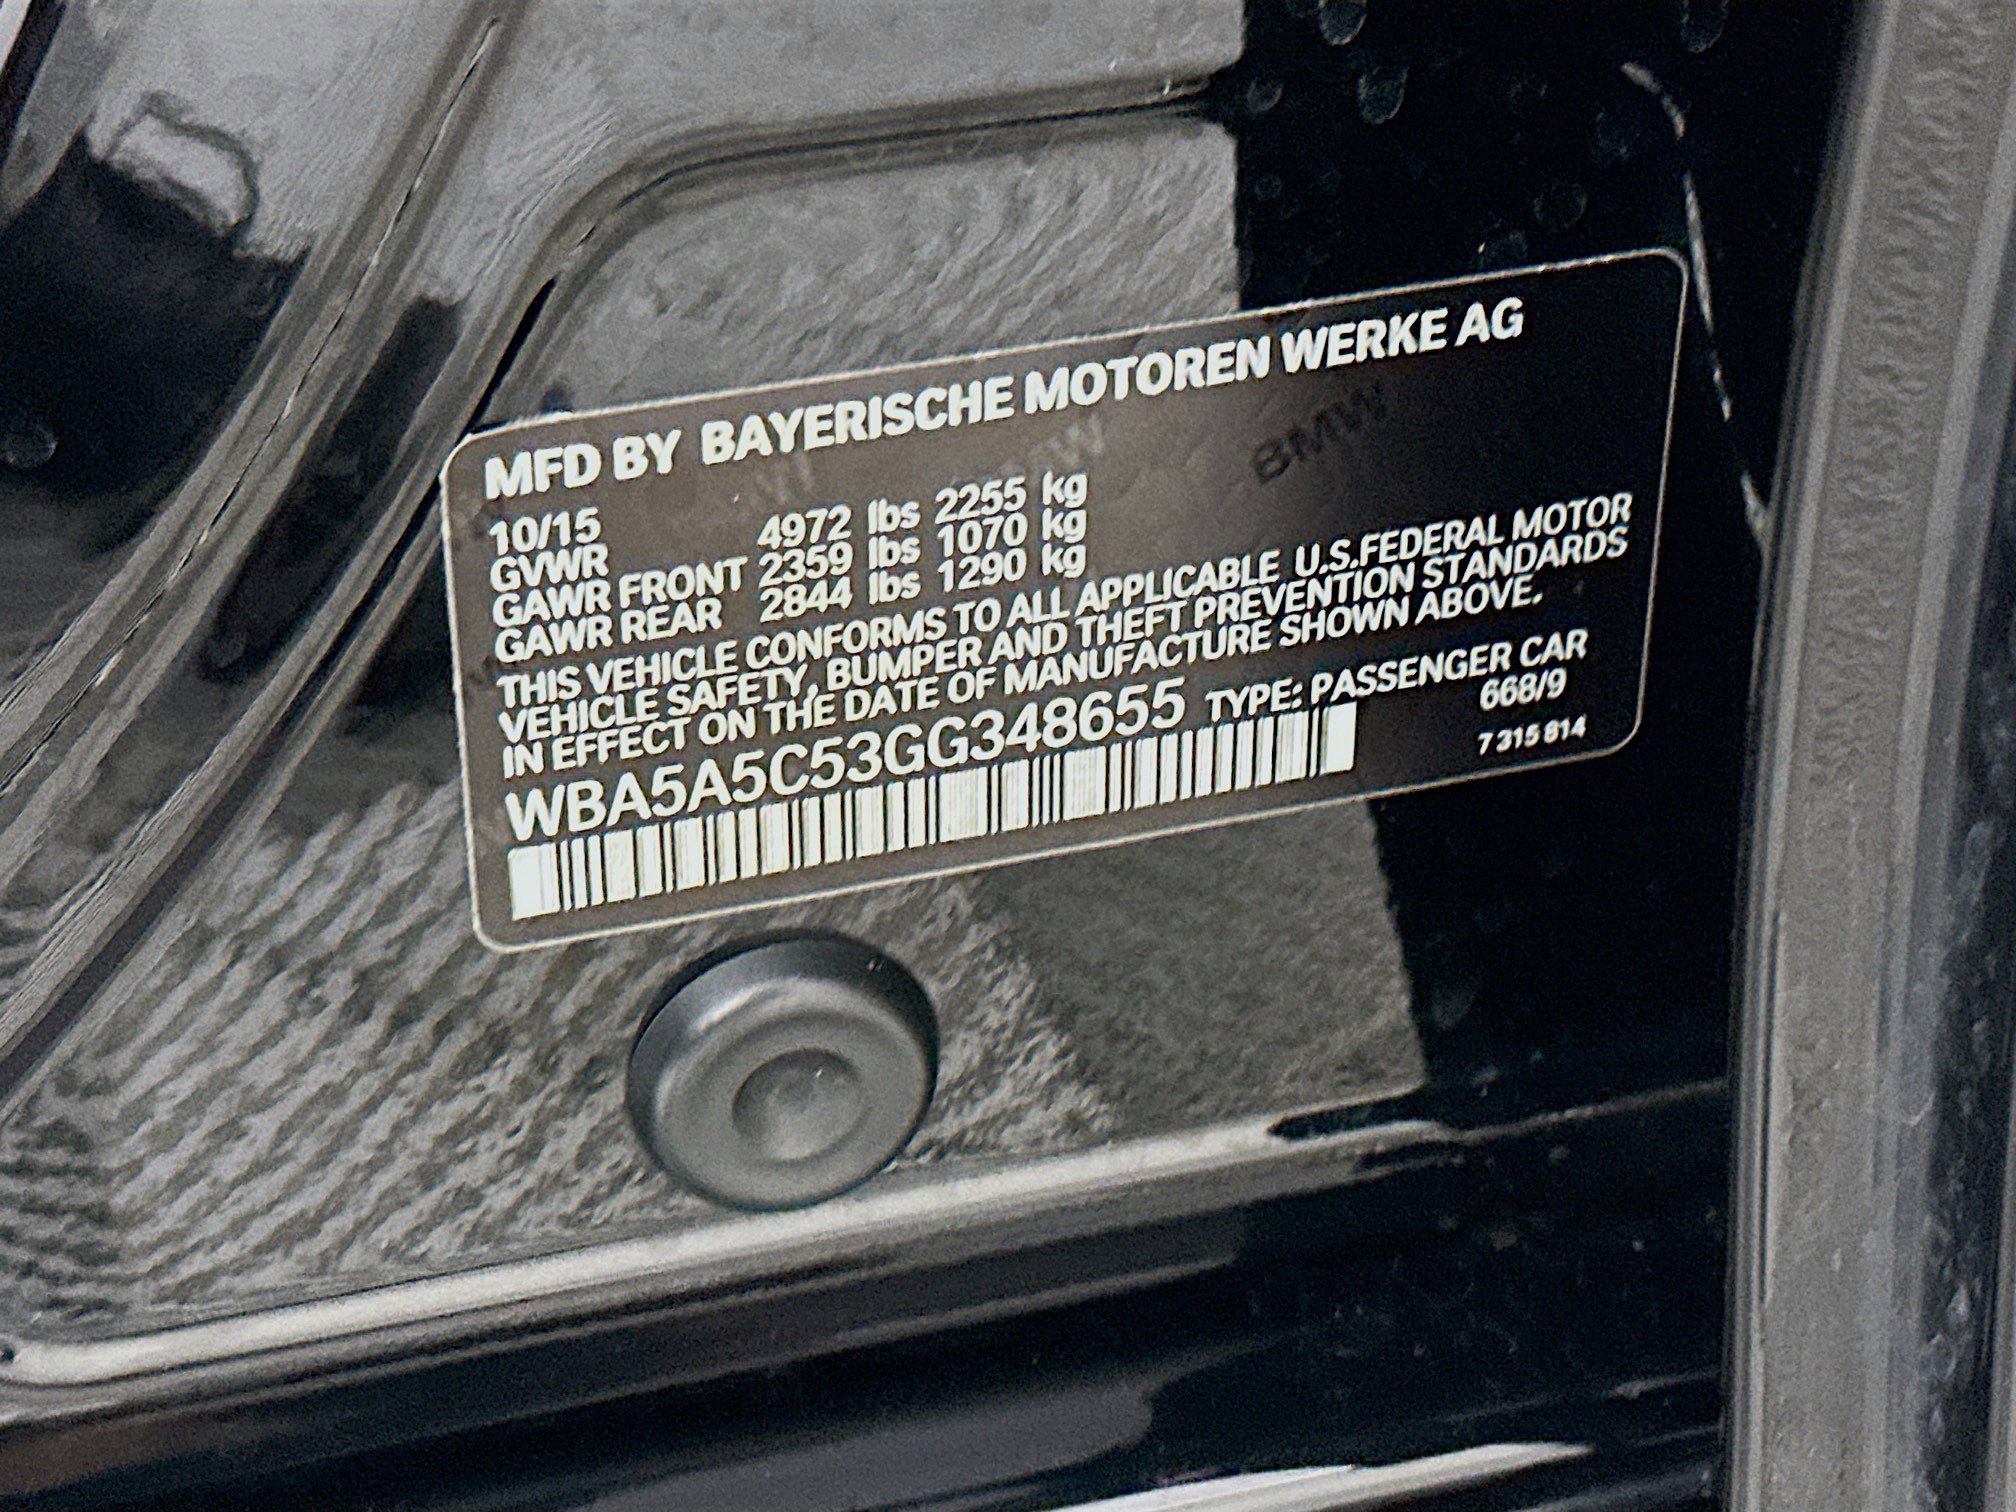 MFD BY BAYERISCHE MOTOREN WERKE AG
10/15
GVWR 4972 lbs 2255 kg
GAWR FRONT 2359 lbs 1070 kg
GAWR REAR 2844 lbs 1290 kg
THIS VEHICLE CONFORMS TO ALL APPLICABLE U.S.FEDERAL MOTOR
VEHICLE SAFETY, BUMPER AND THEFT PREVENTION STANDARDS
IN EFFECT ON THE DATE OF MANUFACTURE SHOWN ABOVE.
WBA5A5C53GG348655 TYPE: PASSENGER CAR
668/9
7 315 814
BMW